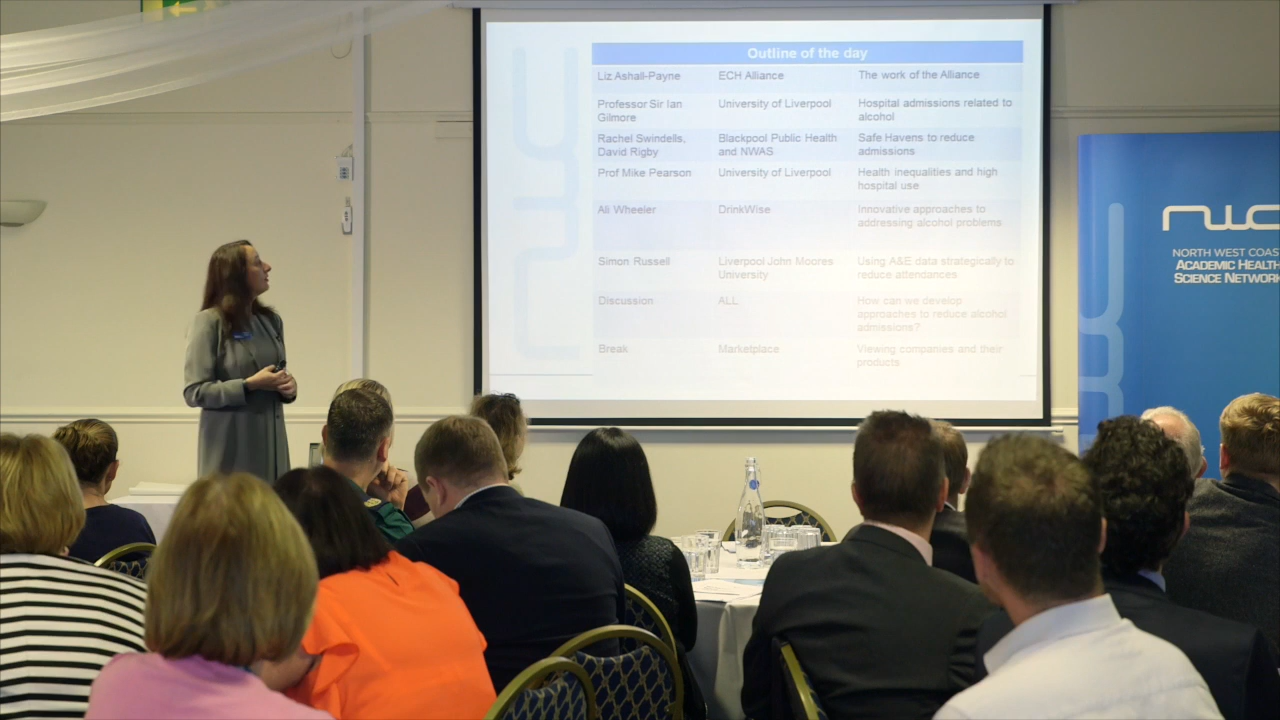 Outline of the day
Liz Ashall-Payne ECH Alliance The work of the Alliance
Professor Sir Ian University of Liverpool Hospital admissions related to
Gilmore alcohol
Rachel Swindells, Blackpool Public Health Safe Havens to reduce
David Rigby and NWAS admissions
Prof Mike Pearson University of Liverpool Health inequalities and high
hospital use
Ali Wheeler DrinkWise Innovative approaches to
addressing alcohol problems
Simon Russell Liverpool John Moores Using A&E data strategically to
University reduce attendances
Discussion ALL How can we develop
approaches to reduce alcohol
admissions?
Break Marketplace Viewing companies and their
products
nwc
NORTH WEST COAS
ACADEMIC HEALTH
SCIENCE NETWORK